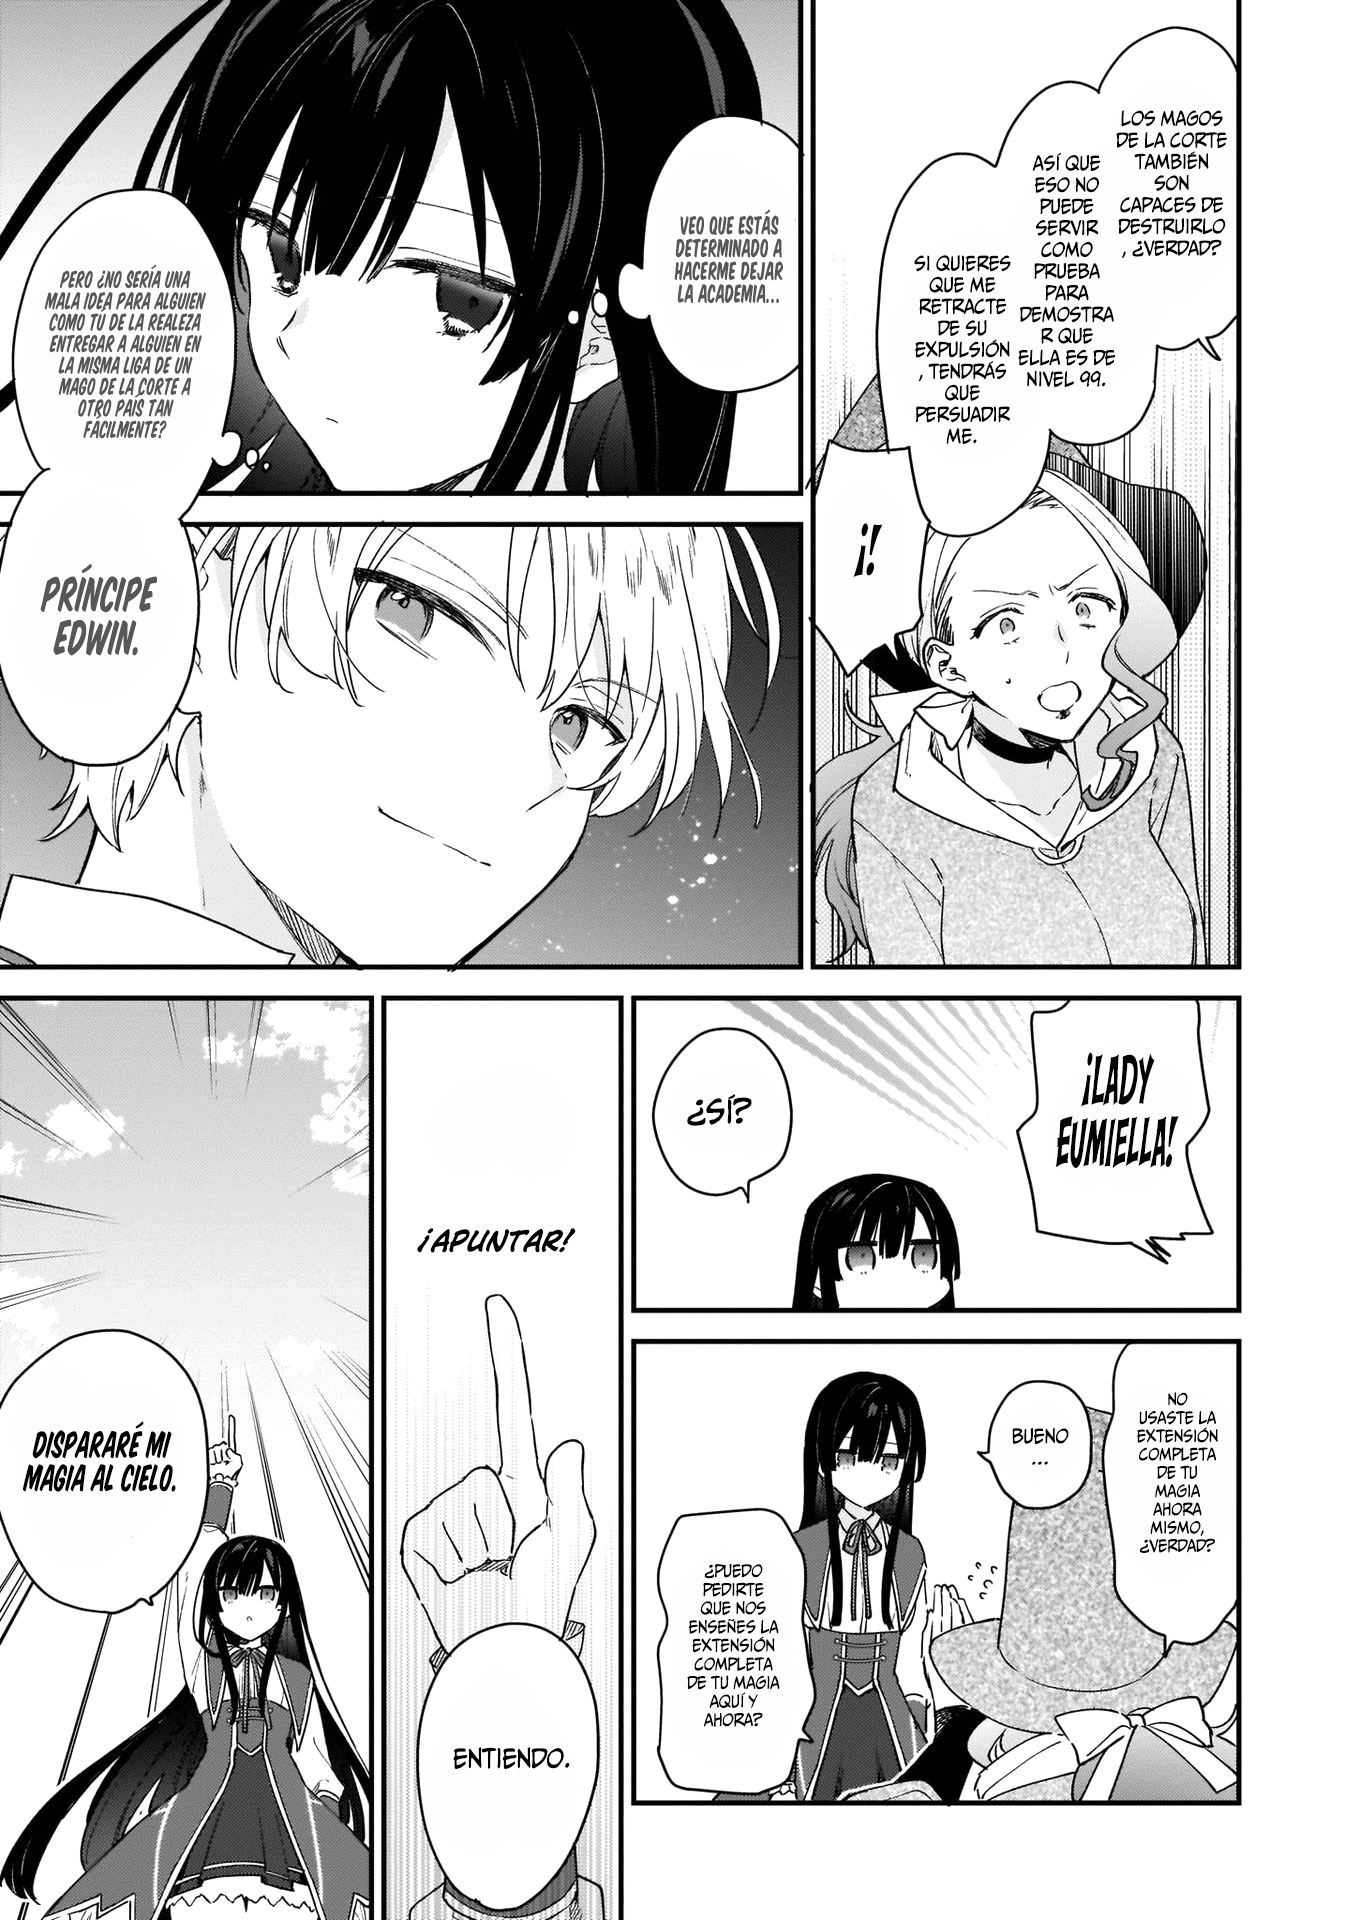 LOS MAGOS
DE LA CORTE
TAMBIÉN
SON
CAPACES DE
DESTRUIRLO
, ¿VERDAD?
ASÍ QUE
ESO NO
PUEDE
SERVIR
COMO
PRUEBA
PARA
DEMOSTRA
R QUE
ELLA ES DE
NIVEL 99.
SI QUIERES
QUE ME
RETRACTE
DE SU
EXPULSIÓN
, TENDRÁS
QUE
PERSUADIR
ME.
¡!
VEO QUE ESTÁS
DETERMINADO A
HACERME DEJAR
LA ACADEMIA...
PERO ¿NO SERÍA UNA
MALA IDEA PARA ALGUIEN
COMO TÚ DE LA REALEZA
ENTREGAR A ALGUIEN EN
LA MISMA LIGA DE UN
MAGO DE LA CORTE A
OTRO PAÍS TAN
FÁCILMENTE?
PRÍNCIPE
EDWIN.
¡LADY
EUMIELLA!
¿SÍ?
NO
USASTE LA
EXTENSIÓN
COMPLETA
DE TU
MAGIA
AHORA
MISMO,
¿VERDAD?
BUENO
...
¿PUEDO
PEDIRTE
QUE NOS
ENSEÑES LA
EXTENSIÓN
COMPLETA
DE TU MAGIA
AQUÍ Y
AHORA?
¡APUNTAR!
ENTIENDO.
DISPARARÉ MI
MAGIA AL CIELO.